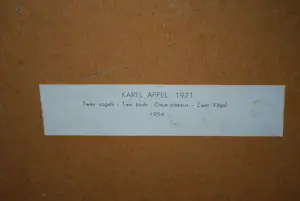 KAREL APPEL 1921
Twee vogels - Two birds - Deux oiseaux - Zwei Vögel
1954